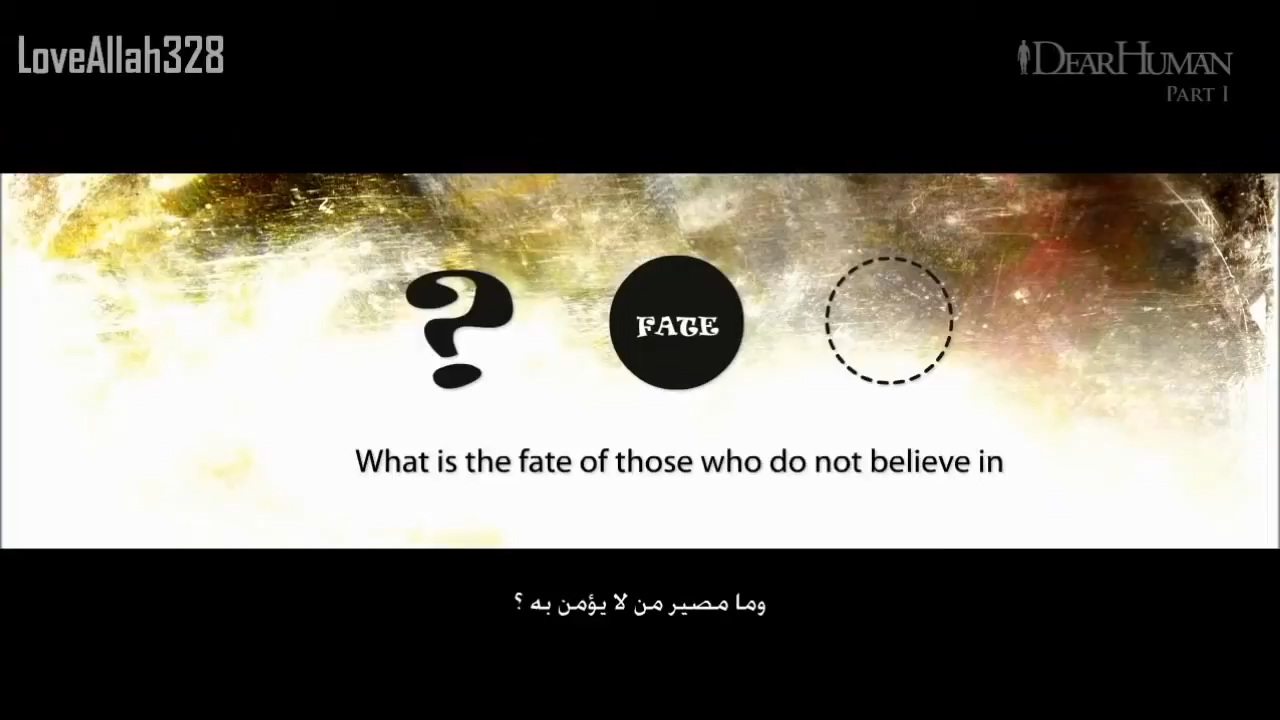 LoveAllah328
DEARHUMAN
PART I
?
FATE
What is the fate of those who do not believe in
وما مصير من لا يؤمن به ؟